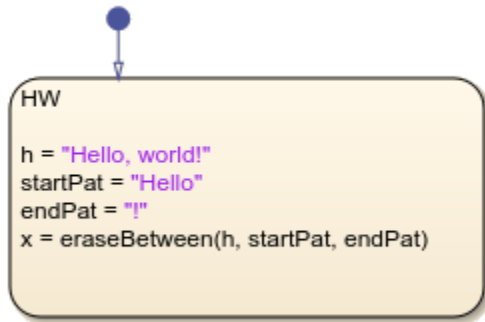 HW
h = "Hello, world!"
startPat = "Hello"
endPat = "!"
x = eraseBetween(h, startPat, endPat)